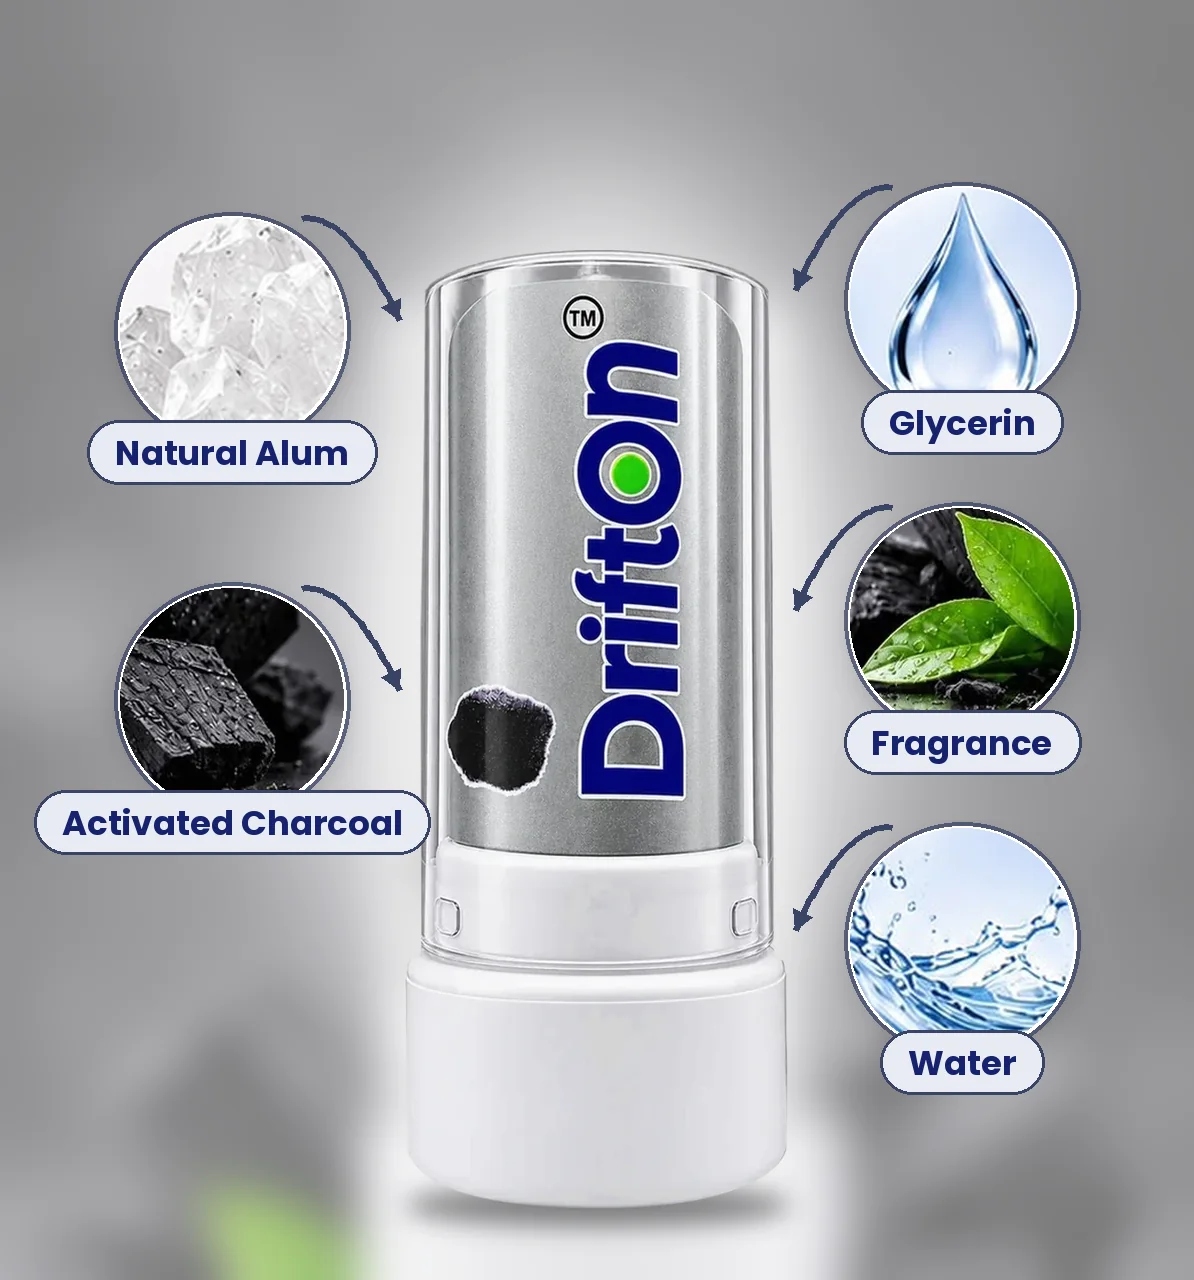 Natural Alum
Activated Charcoal
TM
DriftOn
Glycerin
Fragrance
Water